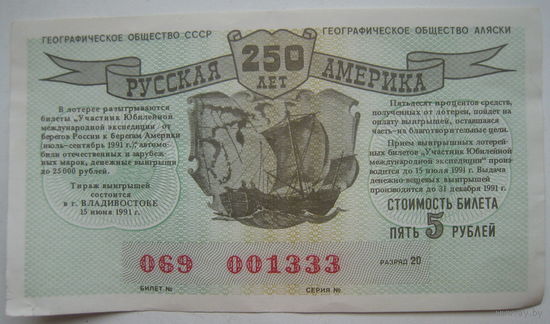 ГЕОГРАФИЧЕСКОЕ ОБЩЕСТВО СССР
ГЕОГРАФИЧЕСКОЕ ОБЩЕСТВО АЛЯСКИ
РУССКАЯ 250 ЛЕТ АМЕРИКА
В лотерее разыгрываются
билеты „Участник Юбилейной
международной экспедиции от
берегов России к берегам Америки
(июль-сентябрь 1991 г.)", автомо-
били отечественных и зарубеж-
ных марок, денежные выигрыши
до 25000 рублей.
Тираж выигрышей
состоится
в г. ВЛАДИВОСТОКЕ
15 июня 1991 г.
Пятьдесят процентов средств,
полученных от лотереи, пойдет на
оплату выигрышей, оставшаяся
часть-на благотворительные цели.
Прием выигрышных лотерей-
ных билетов „Участник Юбилейной
международной экспедиции" произ-
водится до 15 июля 1991 г. Выдача
денежно-вещевых выигрышей
производится до 31 декабря 1991 г.
СТОИМОСТЬ БИЛЕТА
ПЯТЬ 5 РУБЛЕЙ
069 001333
РАЗРЯД 20
БИЛЕТ № СЕРИЯ №